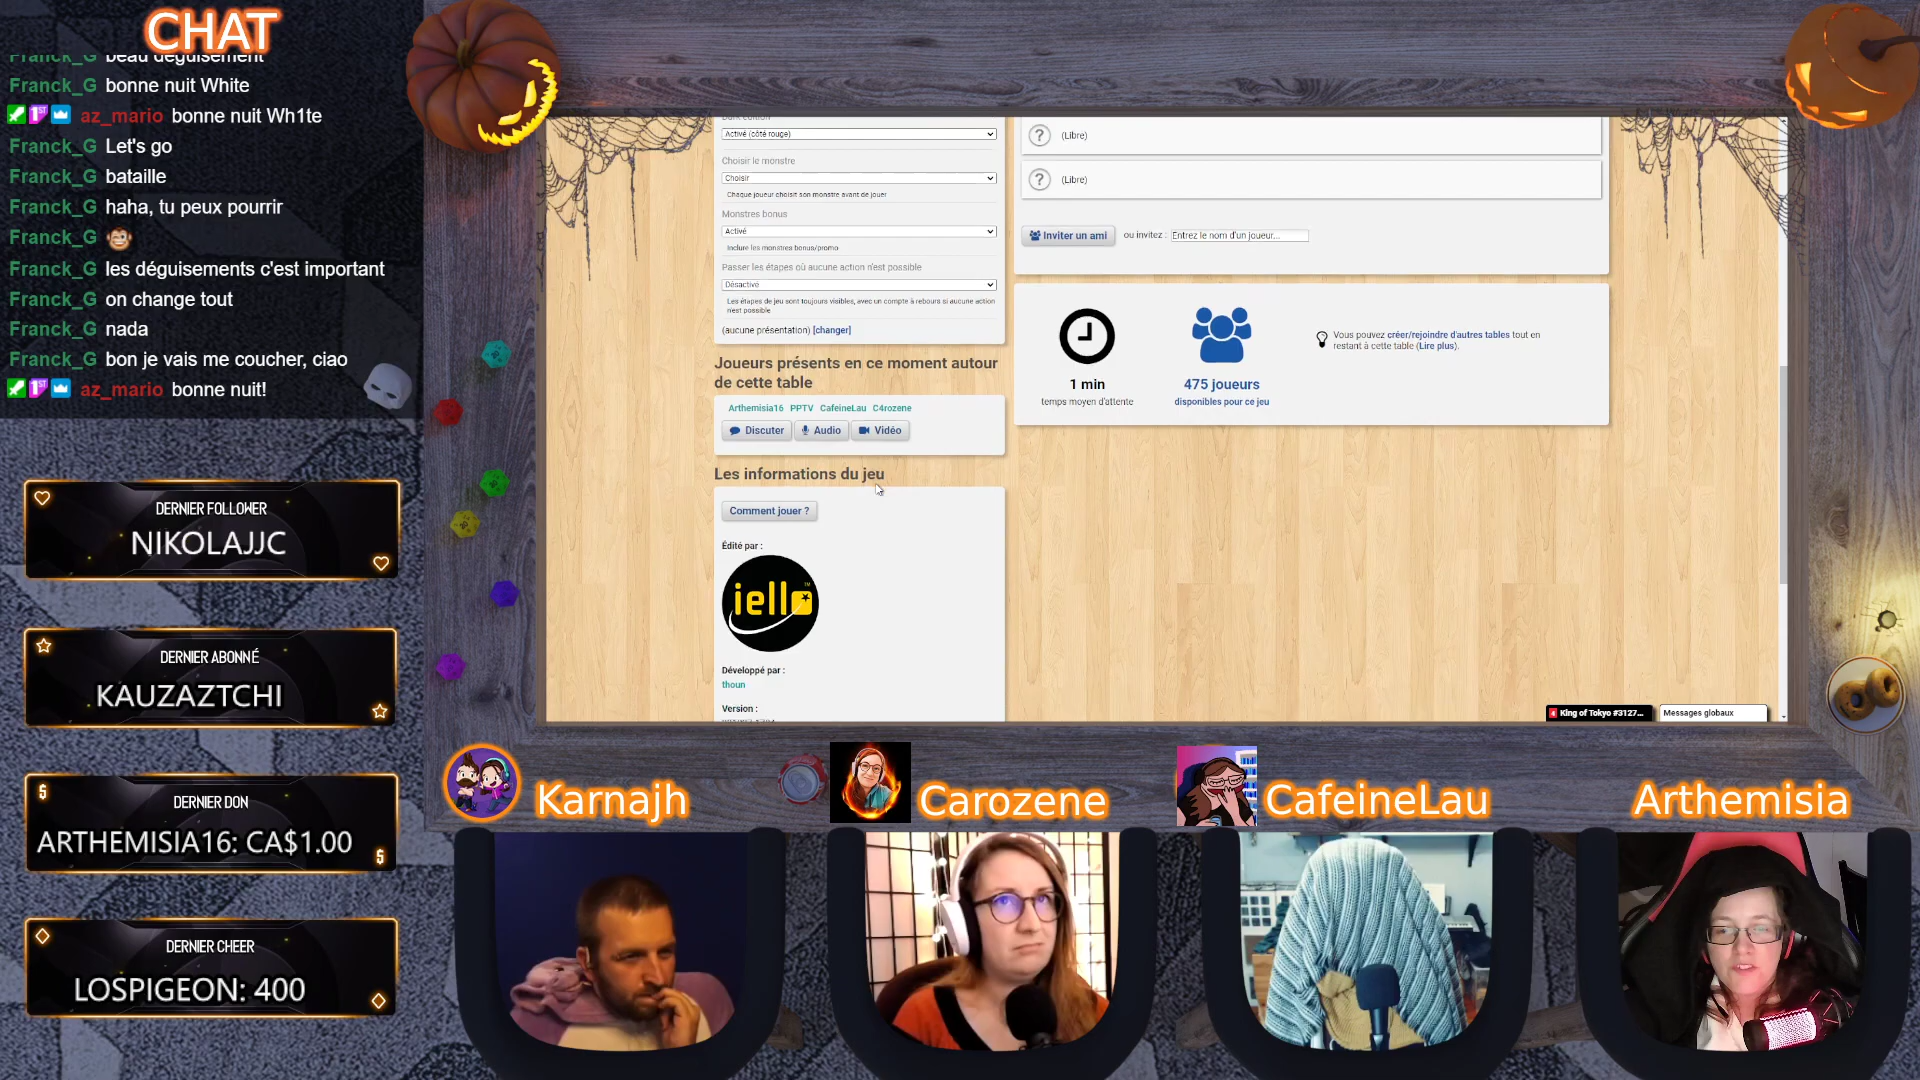 CHAT
Franck_G beau déguisement
Franck_G bonne nuit White
az_mario bonne nuit Wh1te
Franck_G Let's go
Franck_G bataille
Franck_G haha, tu peux pourrir
Franck_G
Franck_G les déguisements c'est important
Franck_G on change tout
Franck_G nada
Franck_G bon je vais me coucher, ciao
az_mario bonne nuit!
DERNIER FOLLOWER
NIKOLAJJC
DERNIER ABONNÉ
KAUZAZTCHI
DERNIER DON
ARTHEMISIA16: CA$1.00
DERNIER CHEER
LOSPIGEON: 400
Dark edition
Activé (côté rouge)
Choisir le monstre
Choisir
Chaque joueur choisit son monstre avant de jouer
Monstres bonus
Activé
Inclure les monstres bonus/promo
Passer les étapes où aucune action n'est possible
Désactivé
Les étapes de jeu sont toujours visibles, avec un compte à rebours si aucune action
n'est possible
(aucune présentation) [changer]
Joueurs présents en ce moment autour
de cette table
Arthemisia16 PPTV CafeineLau C4rozene
Discuter Audio Vidéo
Les informations du jeu
Comment jouer ?
Édité par :
iello
Développé par :
thoun
Version :
? (Libre)
? (Libre)
Inviter un ami ou invitez : Entrez le nom d'un joueur...
1 min
temps moyen d'attente
475 joueurs
disponibles pour ce jeu
Vous pouvez créer/rejoindre d'autres tables tout en
restant à cette table (Lire plus).
King of Tokyo #3127...
Messages globaux
Karnajh
Carozene
CafeineLau
Arthemisia